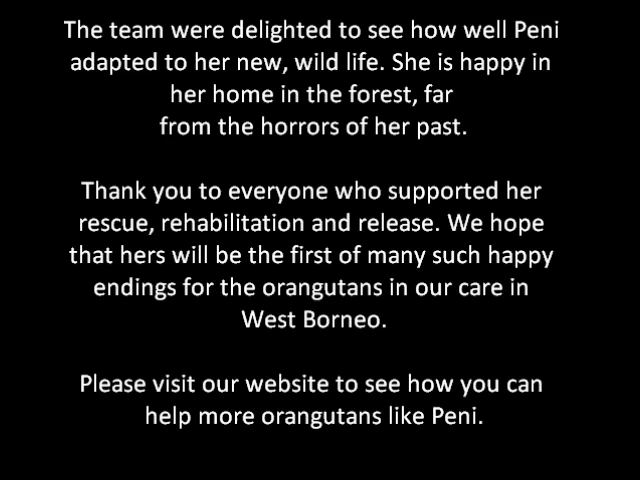 The team were delighted to see how well Peni
adapted to her new, wild life. She is happy in
her home in the forest, far
from the horrors of her past.
Thank you to everyone who supported her
rescue, rehabilitation and release. We hope
that hers will be the first of many such happy
endings for the orangutans in our care in
West Borneo.
Please visit our website to see how you can
help more orangutans like Peni.